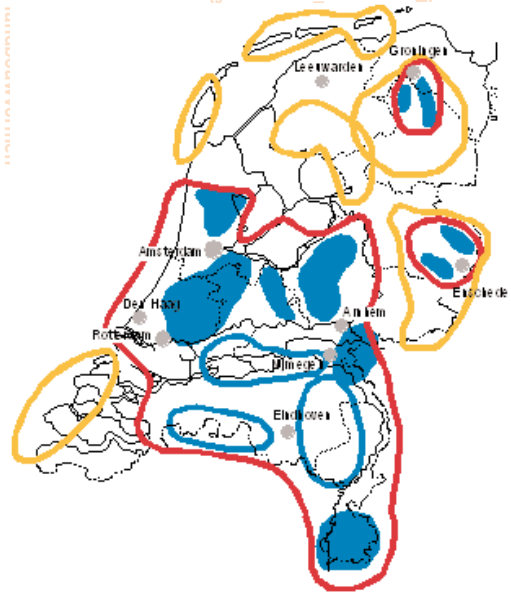 Groningen
Leeuwarden
Amsterdam
Enschede
Den Haag
Arnhem
Rotterdam
Nijmegen
Eindhoven